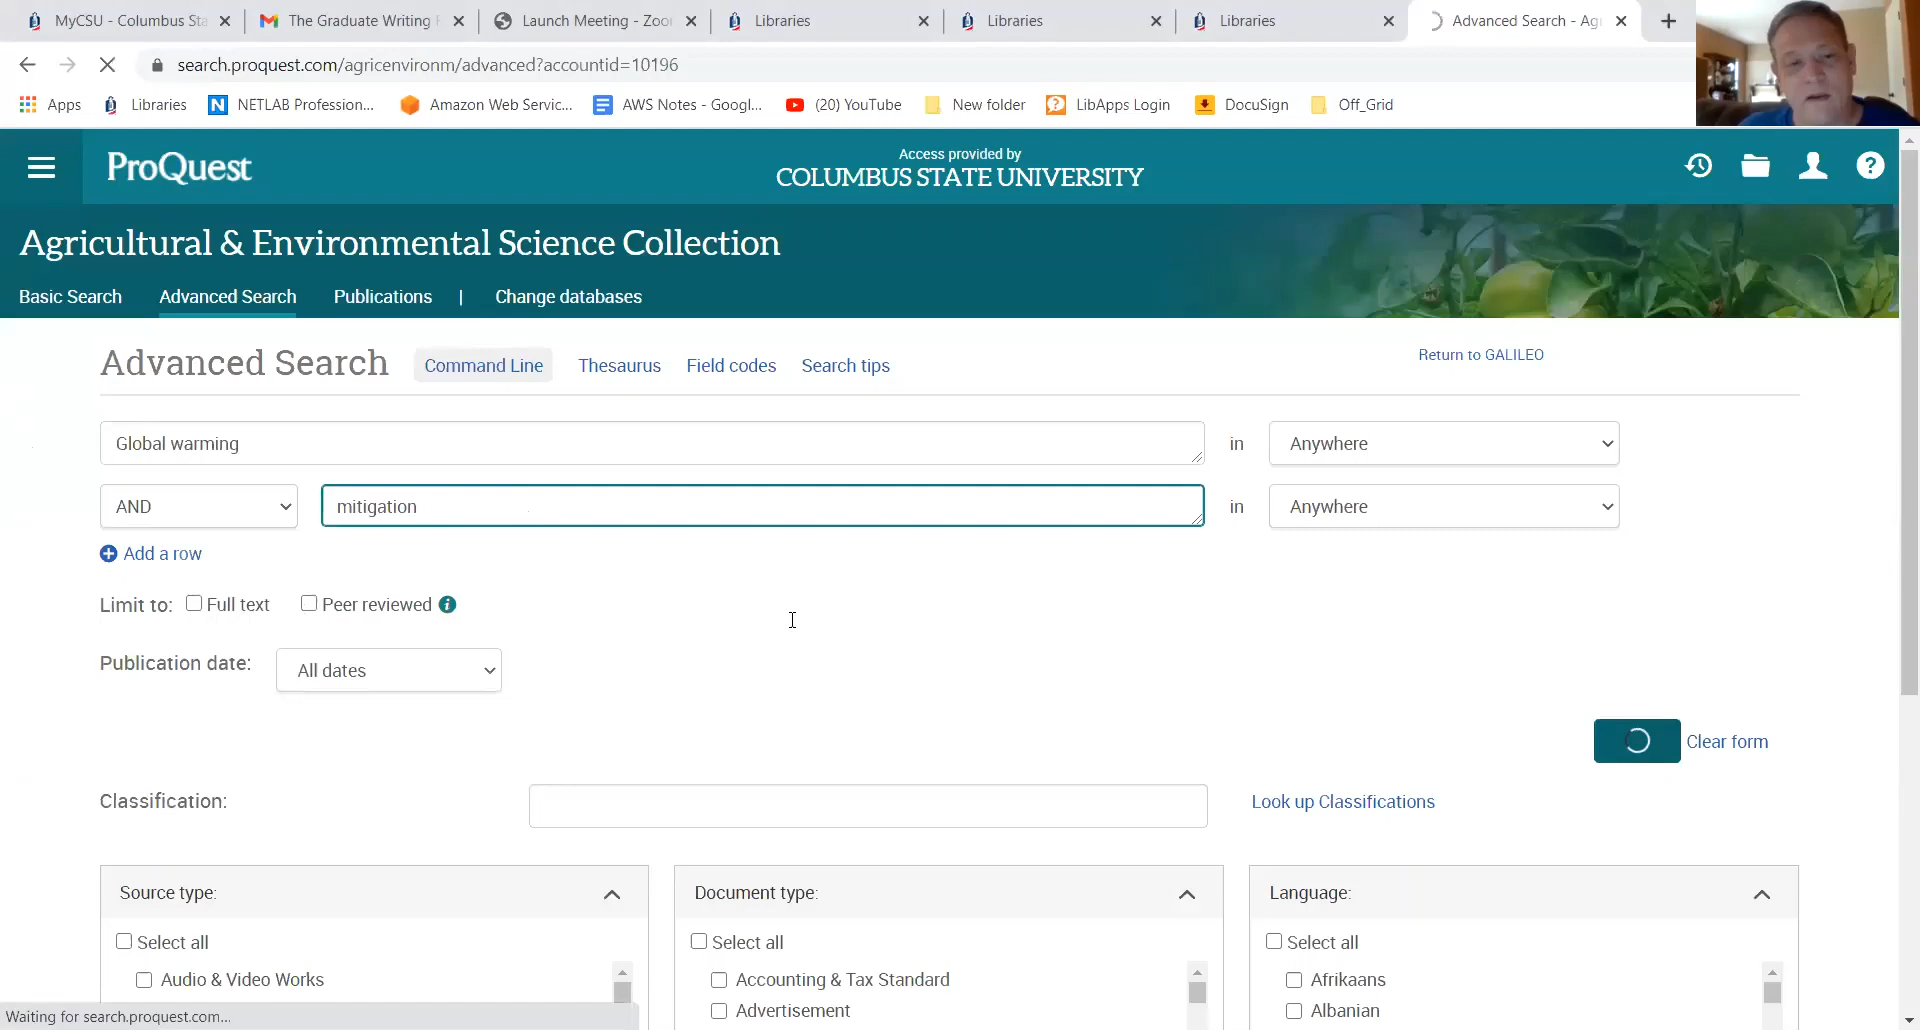 MyCSU - Columbus Sta
The Graduate Writing
Launch Meeting - Zoo
Libraries
Libraries
Libraries
Advanced Search - Ag
search.proquest.com/agricenvironm/advanced?accountid=10196
Apps
Libraries
NETLAB Profession...
Amazon Web Servic...
AWS Notes - Googl...
(20) YouTube
New folder
LibApps Login
DocuSign
Off_Grid
ProQuest
Access provided by
COLUMBUS STATE UNIVERSITY
Agricultural & Environmental Science Collection
Basic Search Advanced Search Publications | Change databases
Advanced Search Command Line Thesaurus Field codes Search tips
Return to GALILEO
Global warming in Anywhere
AND mitigation in Anywhere
Add a row
Limit to: Full text Peer reviewed
Publication date: All dates
Clear form
Classification: Look up Classifications
Source type: Document type: Language:
Select all Select all Select all
Audio & Video Works Accounting & Tax Standard Afrikaans
Advertisement Albanian
Waiting for search.proquest.com...